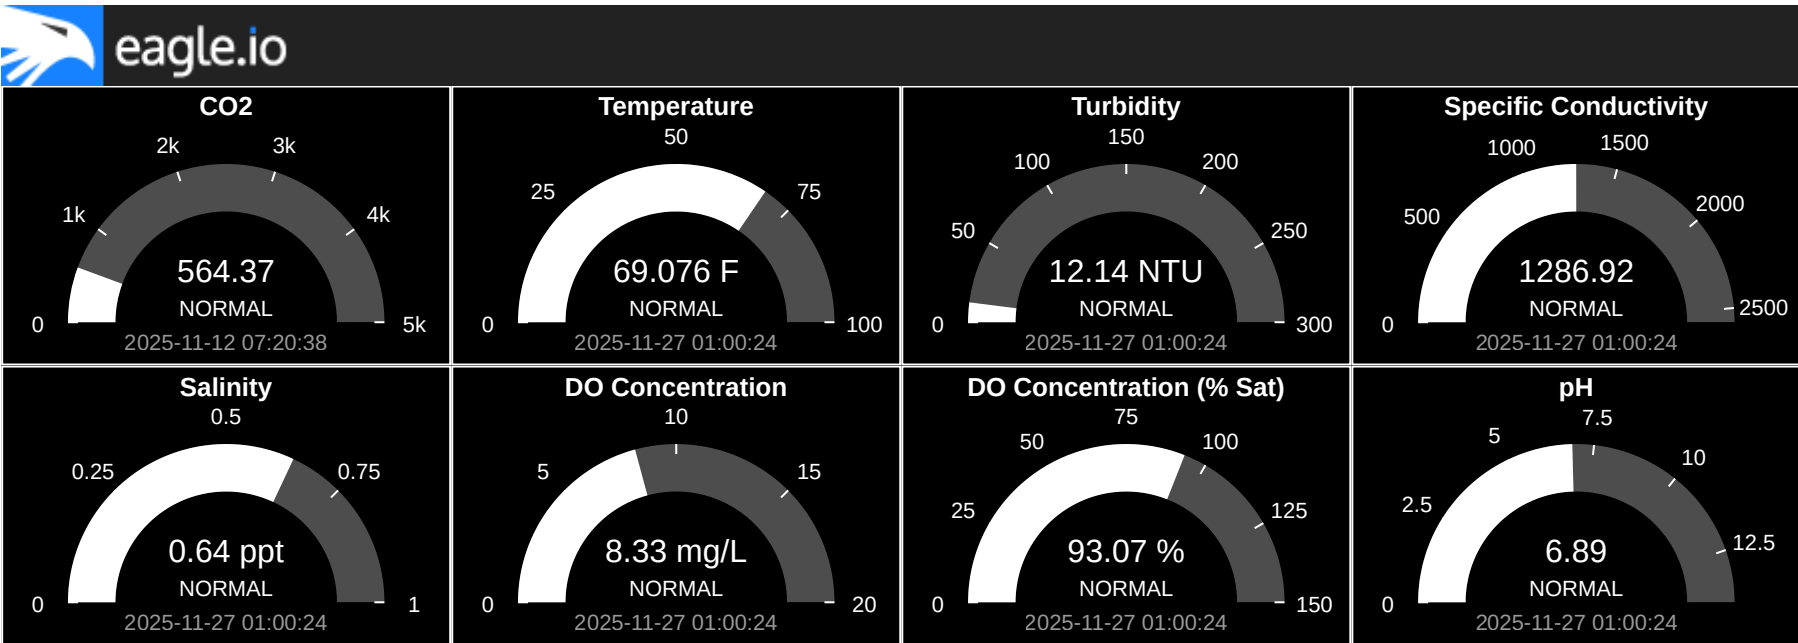 eagle.io
CO2
2k
3k
1k
4k
564.37
NORMAL
0
5k
2025-11-12 07:20:38
Temperature
50
25
75
69.076 F
NORMAL
0
100
2025-11-27 01:00:24
Turbidity
150
100
200
50
250
12.14 NTU
NORMAL
0
300
2025-11-27 01:00:24
Specific Conductivity
1000
1500
500
2000
1286.92
NORMAL
0
2500
2025-11-27 01:00:24
Salinity
0.5
0.25
0.75
0.64 ppt
NORMAL
0
1
2025-11-27 01:00:24
DO Concentration
10
5
15
8.33 mg/L
NORMAL
0
20
2025-11-27 01:00:24
DO Concentration (% Sat)
75
50
100
25
125
93.07 %
NORMAL
0
150
2025-11-27 01:00:24
pH
7.5
5
10
2.5
12.5
6.89
NORMAL
0
2025-11-27 01:00:24